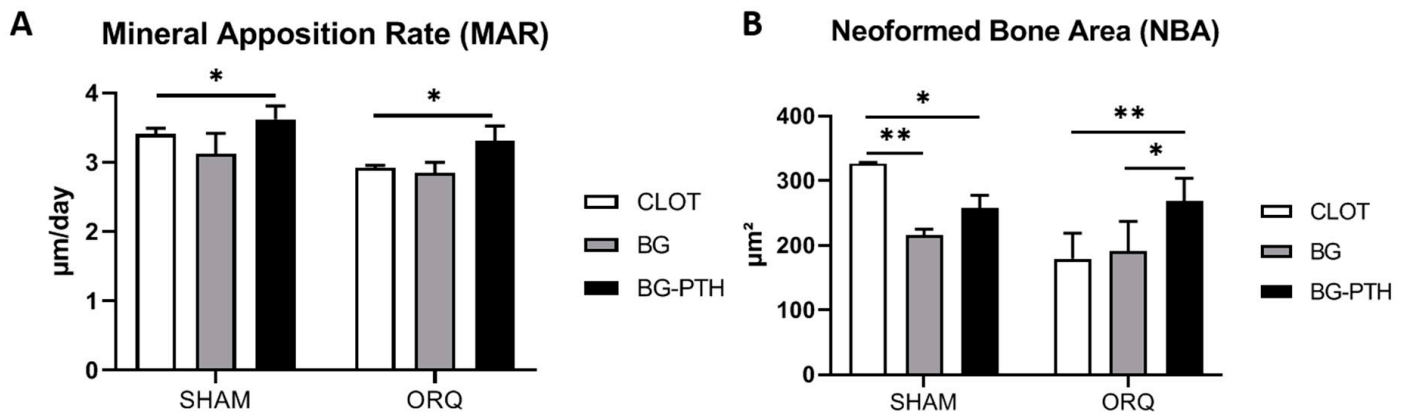 A
Mineral Apposition Rate (MAR)
*
*
4
3
2
1
0
µm/day
SHAM
ORQ
CLOT
BG
BG-PTH
B
Neoformed Bone Area (NBA)
*
**
**
*
400
300
200
100
0
µm²
SHAM
ORQ
CLOT
BG
BG-PTH